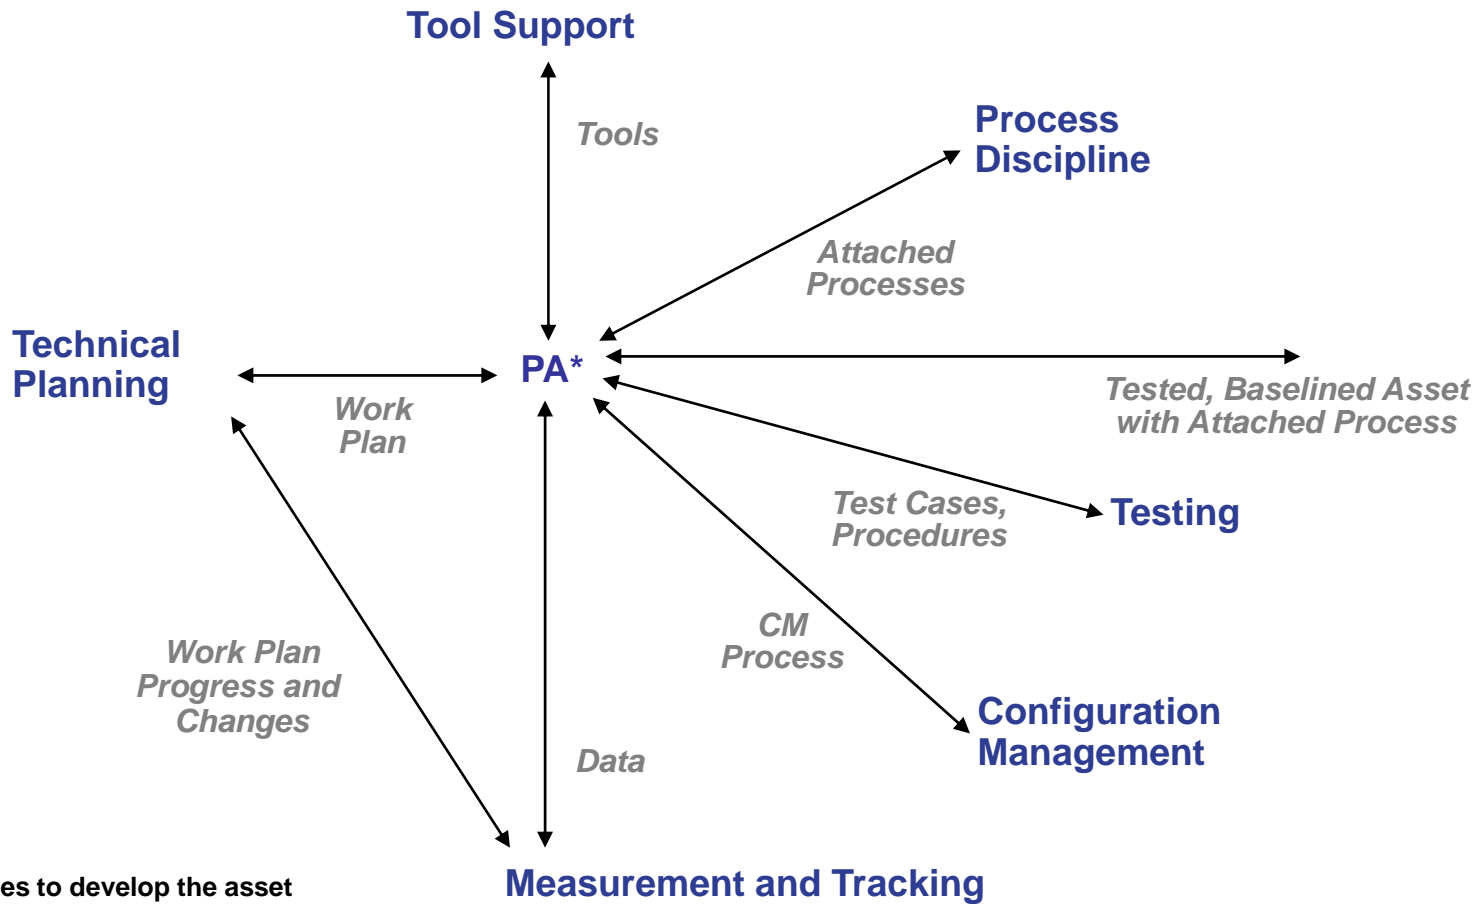 Tool Support
Tools
Process
Discipline
Attached
Processes
Technical
Planning
PA*
Work
Plan
Tested, Baselined Asset
with Attached Process
Test Cases,
Procedures
Testing
CM
Process
Work Plan
Progress and
Changes
Configuration
Management
Data
es to develop the asset
Measurement and Tracking